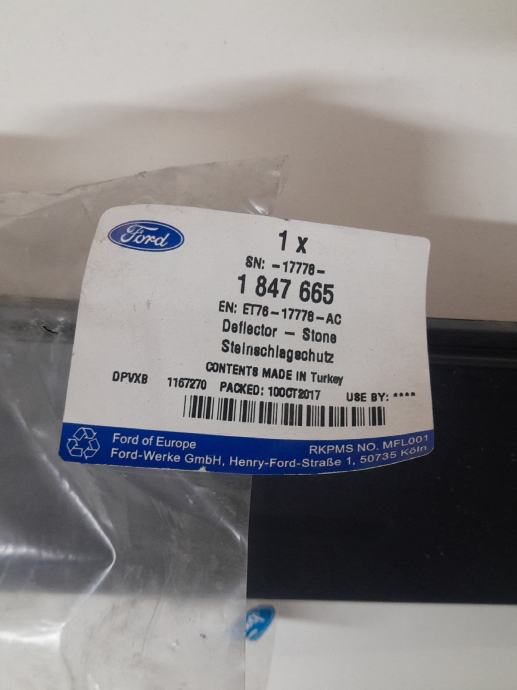 Ford
1 x
SN: -17778-
1 847 665
EN: ET76-17778-AC
Deflector - Stone
Steinschlagschutz
CONTENTS MADE IN Turkey
DPVXB 1167270 PACKED: 10OCT2017 USE BY: ****
Ford of Europe RKPMS NO. MFL001
Ford-Werke GmbH, Henry-Ford-Straße 1, 50735 Köln